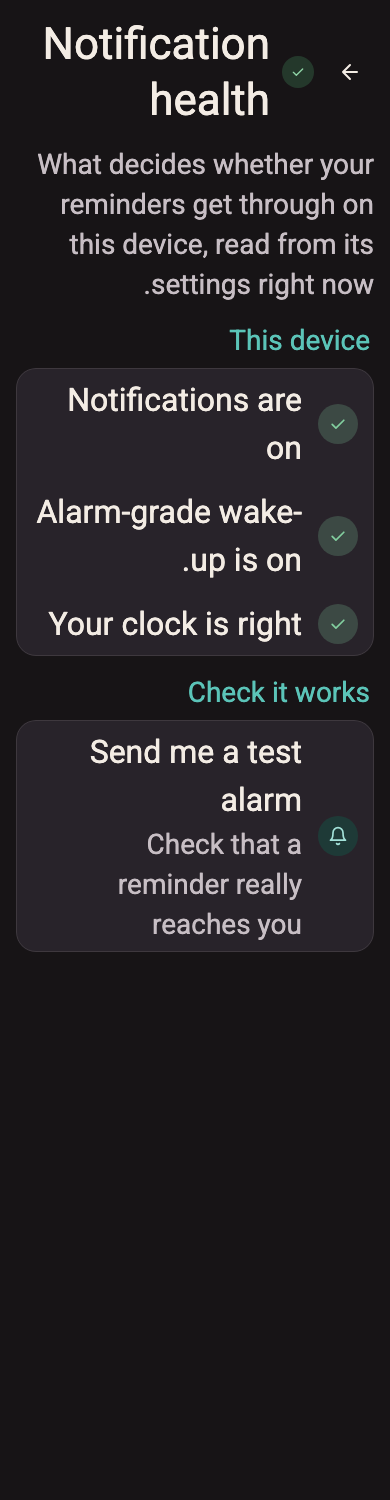 Notification
health
What decides whether your
reminders get through on
this device, read from its
.settings right now
This device
Notifications are
on
Alarm-grade wake-
.up is on
Your clock is right
Check it works
Send me a test
alarm
Check that a
reminder really
reaches you